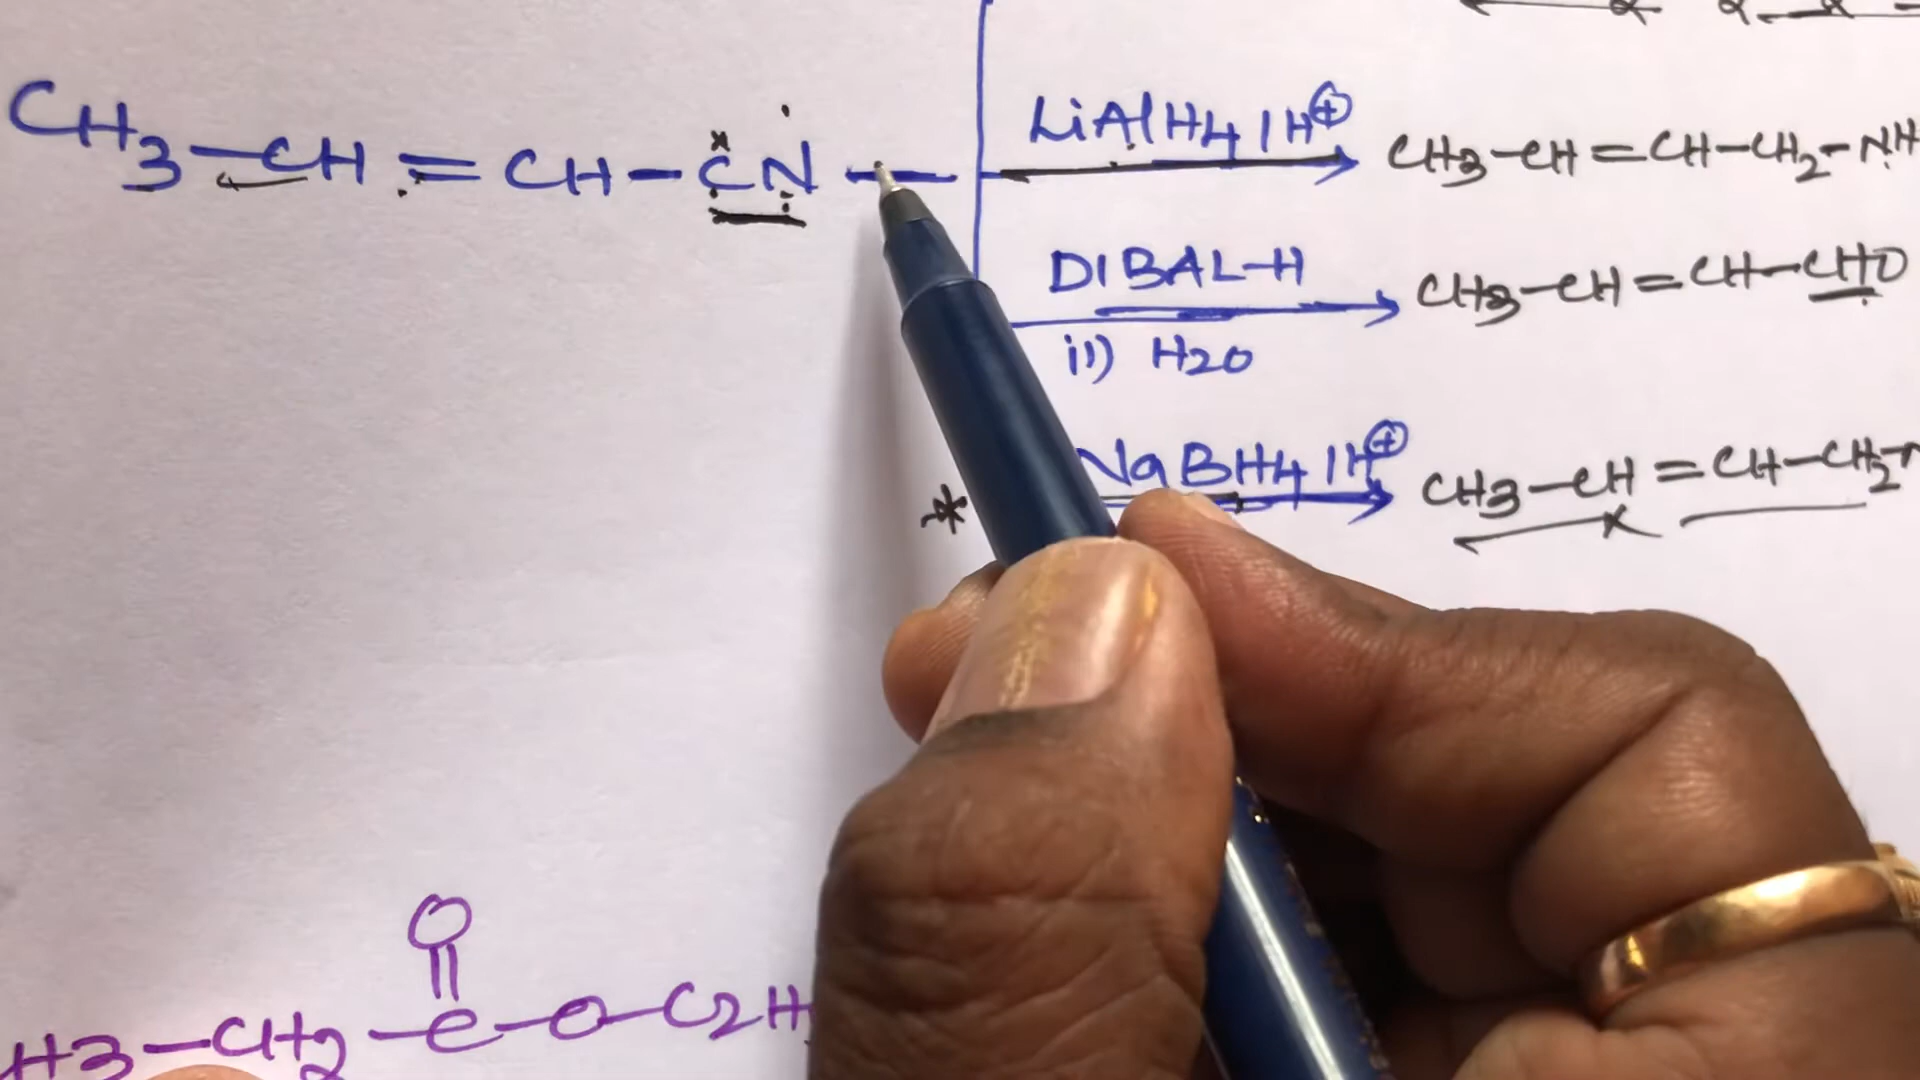 CH3-CH=CH-CN
LiAlH4/H⊕
CH3-CH=CH-CH2-NH
DIBAL-H
CH3-CH=CH-CHO
ii) H2O
NaBH4/H⊕
CH3-CH=CH-CH2-
*
O
H3-CH2-C-O-C2H